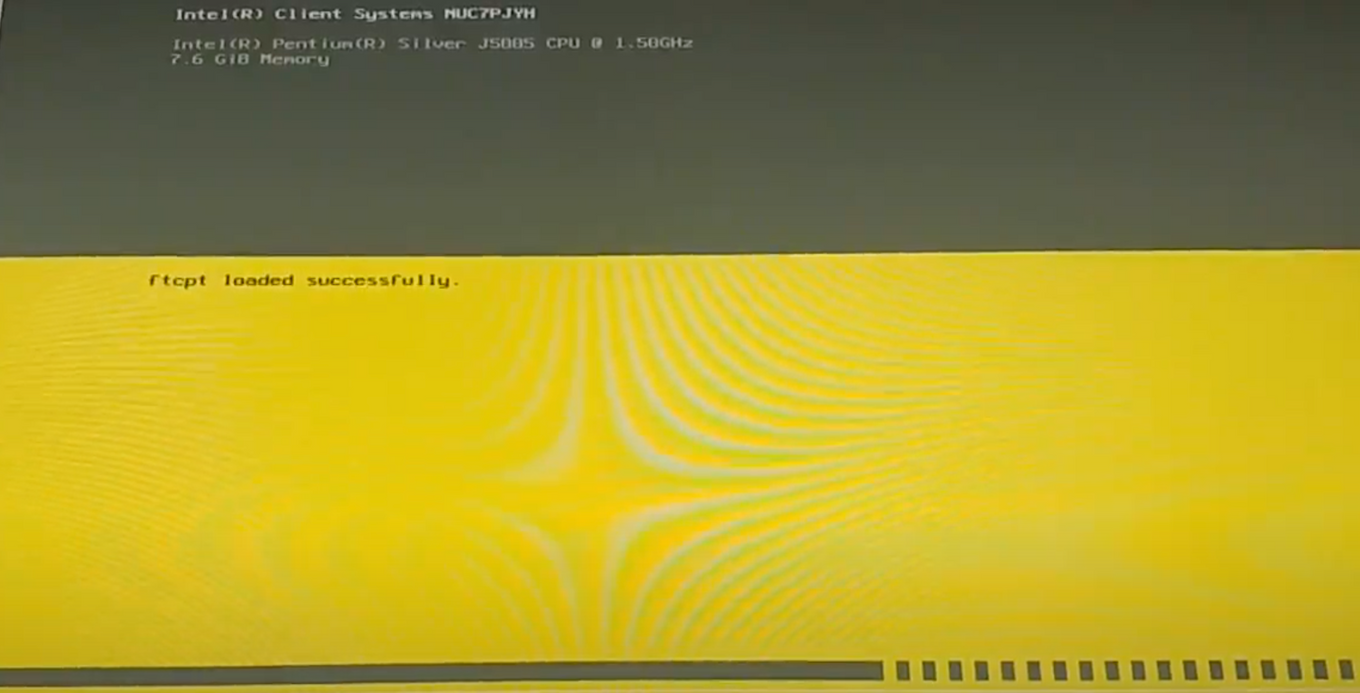 Intel(R) Client Systems NUC7PJYH
Intel(R) Pentium(R) Silver J5005 CPU @ 1.50GHz
7.6 GiB Memory
ftcpt loaded successfully.